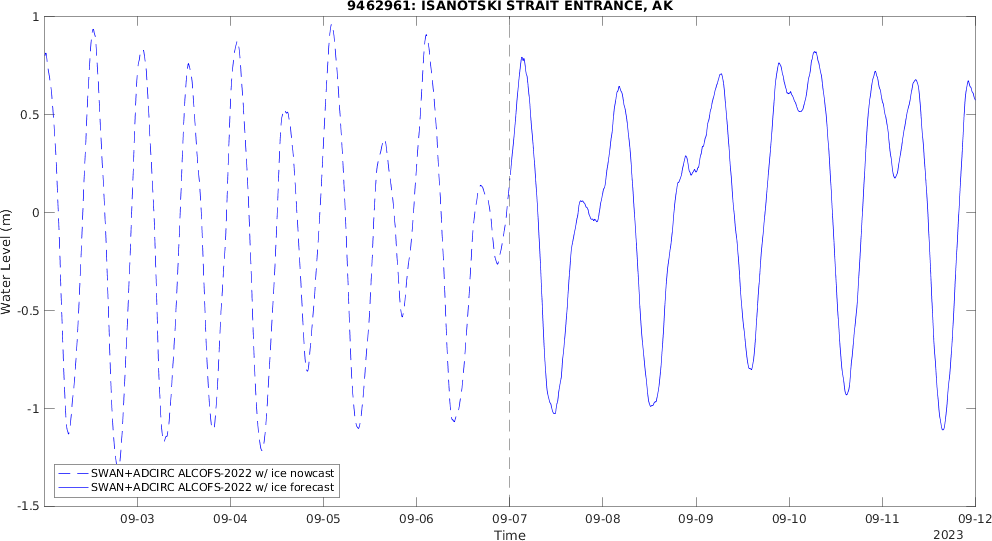 9462961: ISANOTSKI STRAIT ENTRANCE, AK
1
0.5
0
-0.5
-1
-1.5
Water Level (m)
SWAN+ADCIRC ALCOFS-2022 w/ ice nowcast
SWAN+ADCIRC ALCOFS-2022 w/ ice forecast
09-03 09-04 09-05 09-06 09-07 09-08 09-09 09-10 09-11 09-12
Time
2023